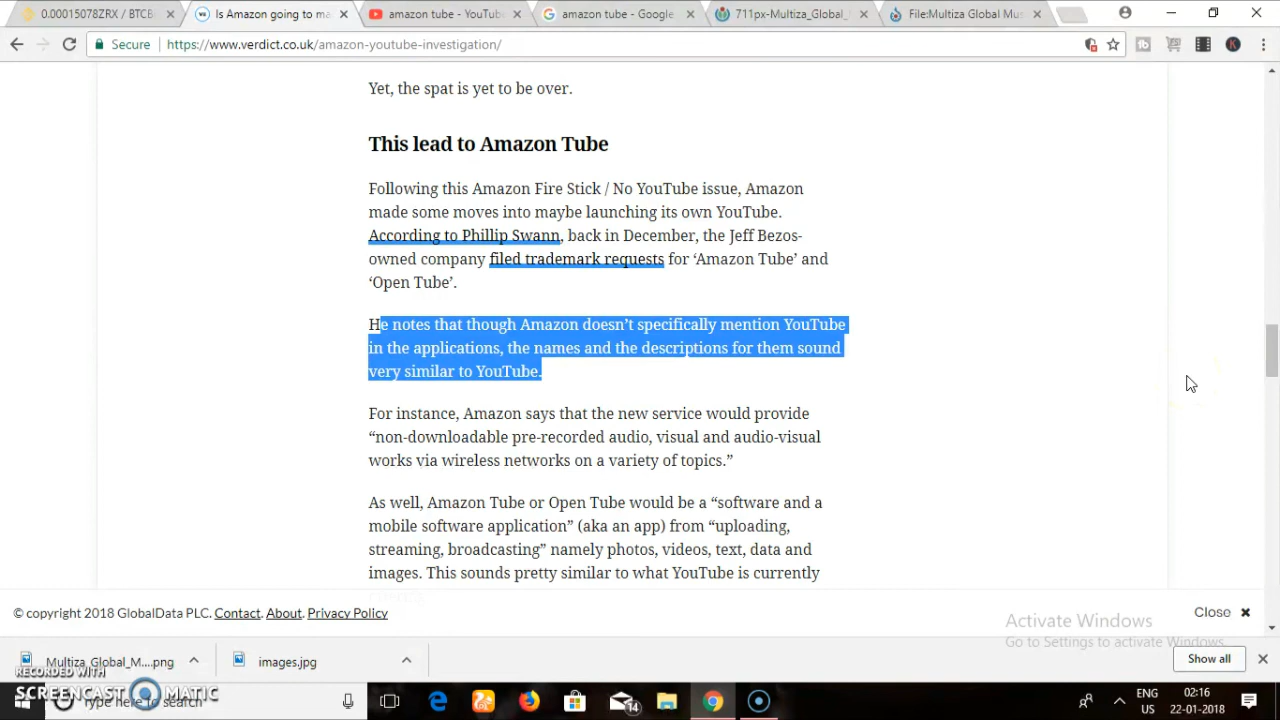 0.00015078ZRX / BTCB
Is Amazon going to ma
amazon tube - YouTube
amazon tube - Google
711px-Multiza_Global_
File:Multiza Global Mus
Secure
https://www.verdict.co.uk/amazon-youtube-investigation/
Yet, the spat is yet to be over.
This lead to Amazon Tube
Following this Amazon Fire Stick / No YouTube issue, Amazon
made some moves into maybe launching its own YouTube.
According to Phillip Swann, back in December, the Jeff Bezos-
owned company filed trademark requests for ‘Amazon Tube’ and
‘Open Tube’.
He notes that though Amazon doesn’t specifically mention YouTube
in the applications, the names and the descriptions for them sound
very similar to YouTube.
For instance, Amazon says that the new service would provide
“non-downloadable pre-recorded audio, visual and audio-visual
works via wireless networks on a variety of topics.”
As well, Amazon Tube or Open Tube would be a “software and a
mobile software application” (aka an app) from “uploading,
streaming, broadcasting” namely photos, videos, text, data and
images. This sounds pretty similar to what YouTube is currently
© copyright 2018 GlobalData PLC. Contact. About. Privacy Policy
Close
Activate Windows
Go to Settings to activate Windows.
Multiza_Global_M....png
images.jpg
Show all
RECORDED WITH
SCREENCAST MATIC
Type here to search
14
ENG
US
02:16
22-01-2018